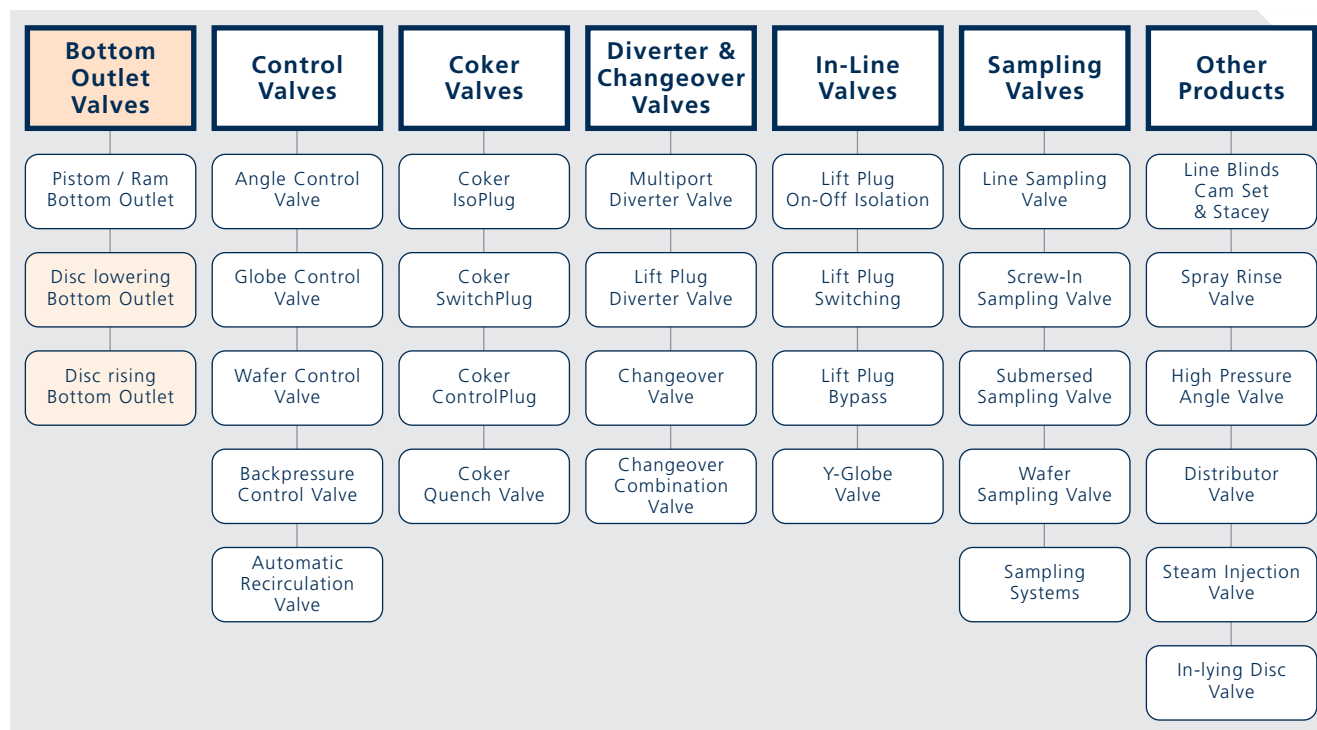 Bottom
Outlet
Valves
Pistom / Ram
Bottom Outlet
Disc lowering
Bottom Outlet
Disc rising
Bottom Outlet
Control
Valves
Angle Control
Valve
Globe Control
Valve
Wafer Control
Valve
Backpressure
Control Valve
Automatic
Recirculation
Valve
Coker
Valves
Coker
IsoPlug
Coker
SwitchPlug
Coker
ControlPlug
Coker
Quench Valve
Diverter &
Changeover
Valves
Multiport
Diverter Valve
Lift Plug
Diverter Valve
Changeover
Valve
Changeover
Combination
Valve
In-Line
Valves
Lift Plug
On-Off Isolation
Lift Plug
Switching
Lift Plug
Bypass
Y-Globe
Valve
Sampling
Valves
Line Sampling
Valve
Screw-In
Sampling Valve
Submersed
Sampling Valve
Wafer
Sampling Valve
Sampling
Systems
Other
Products
Line Blinds
Cam Set
& Stacey
Spray Rinse
Valve
High Pressure
Angle Valve
Distributor
Valve
Steam Injection
Valve
In-lying Disc
Valve